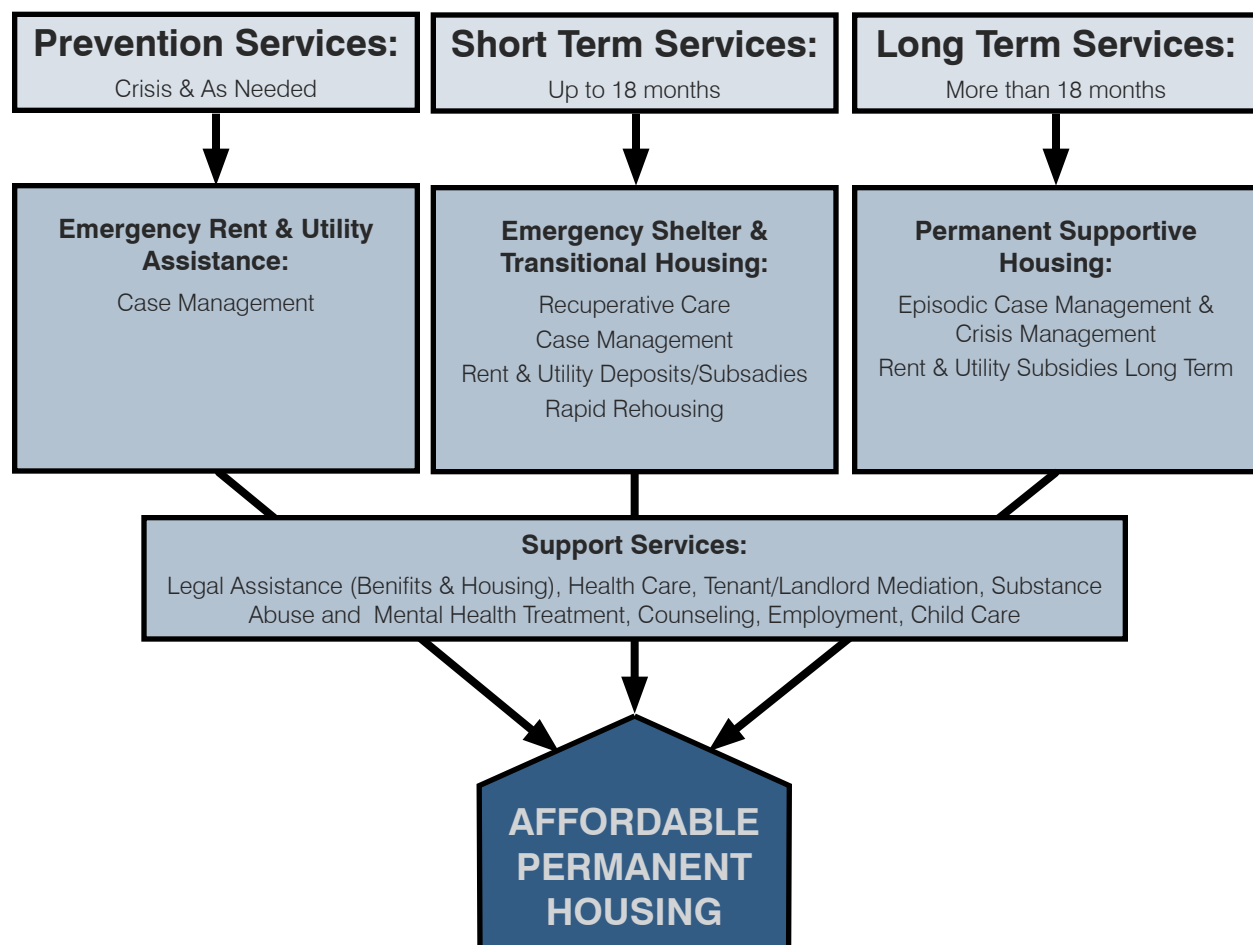 Prevention Services:
Crisis & As Needed
Short Term Services:
Up to 18 months
Long Term Services:
More than 18 months
Emergency Rent & Utility
Assistance:
Case Management
Emergency Shelter &
Transitional Housing:
Recuperative Care
Case Management
Rent & Utility Deposits/Subsadies
Rapid Rehousing
Permanent Supportive
Housing:
Episodic Case Management &
Crisis Management
Rent & Utility Subsidies Long Term
Support Services:
Legal Assistance (Benifits & Housing), Health Care, Tenant/Landlord Mediation, Substance
Abuse and  Mental Health Treatment, Counseling, Employment, Child Care
AFFORDABLE
PERMANENT
HOUSING